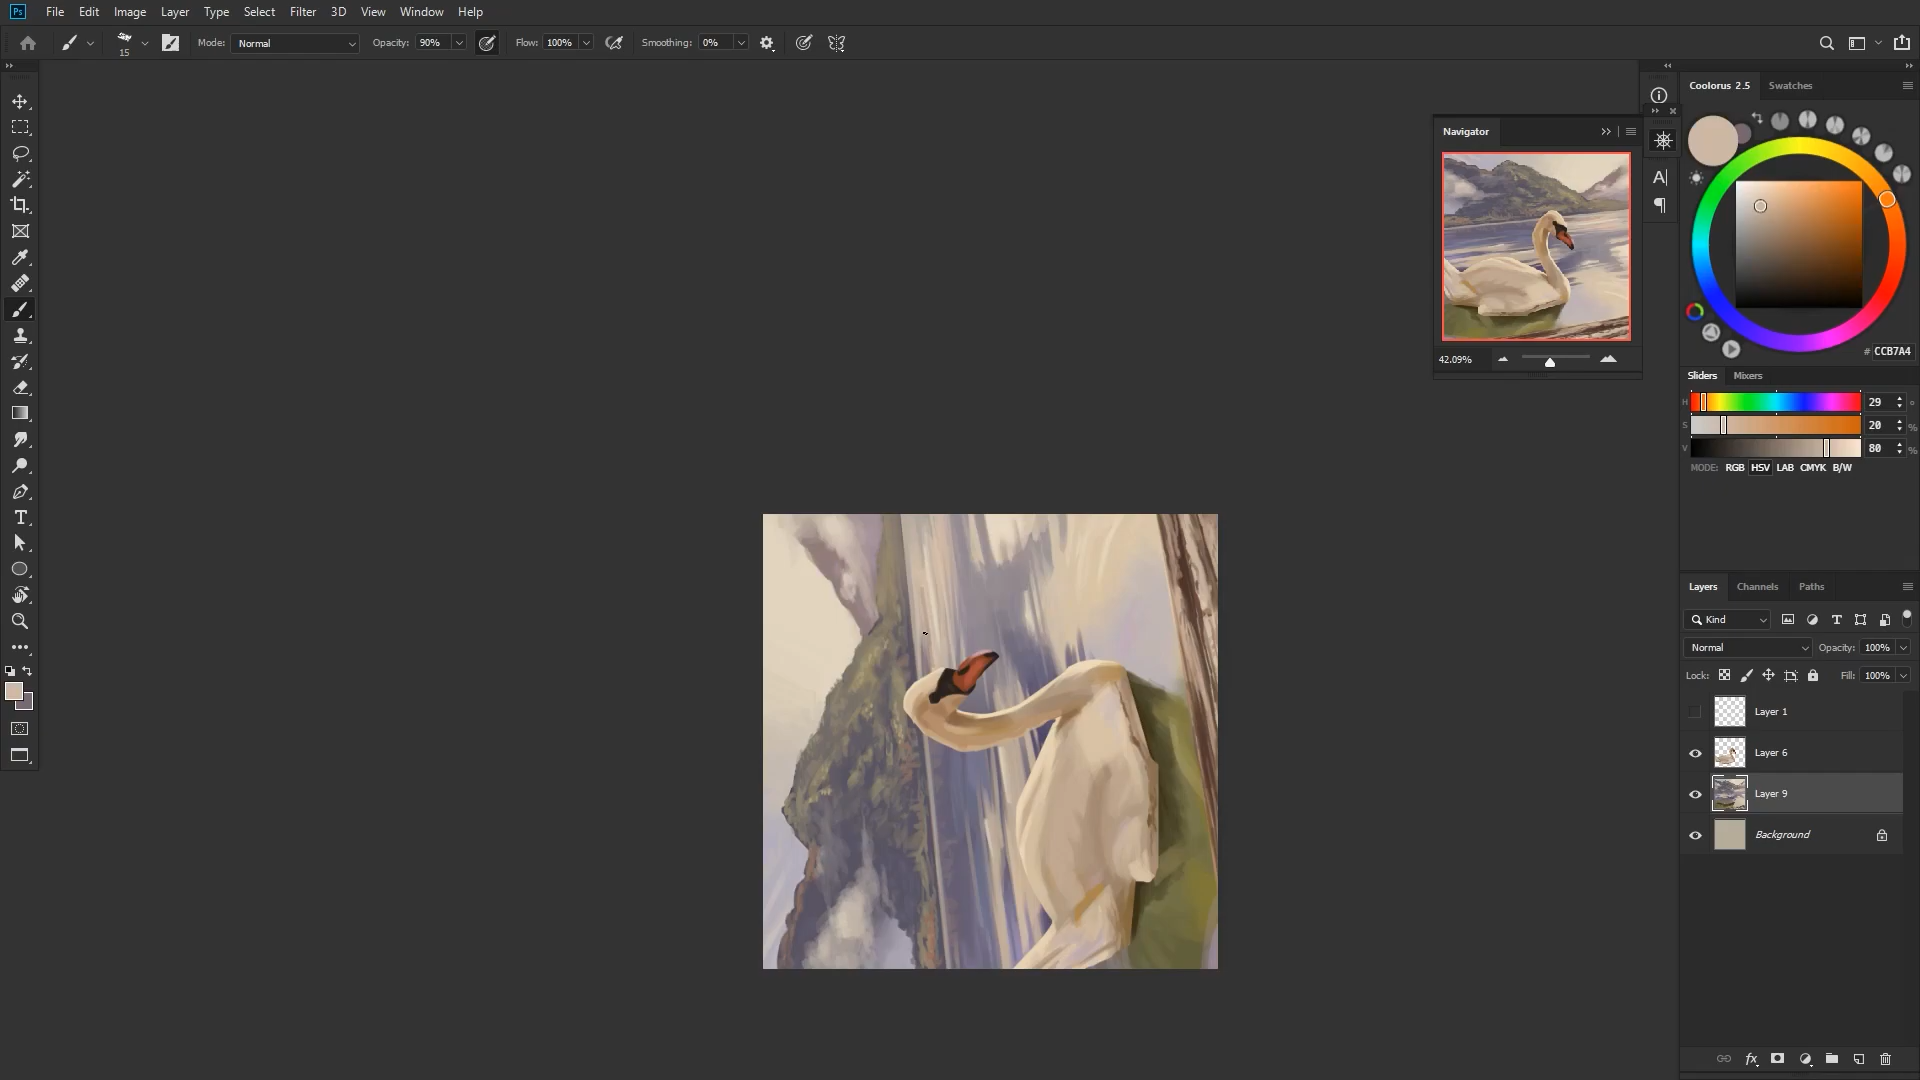 Ps File Edit Image Layer Type Select Filter 3D View Window Help
15 Mode: Normal Opacity: 90% Flow: 100% Smoothing: 0%
Coolorus 2.5 Swatches
Navigator
A|
42.09%
# CCB7A4
Sliders Mixers
H 29 °
S 20 %
V 80 %
MODE: RGB HSV LAB CMYK B/W
Layers Channels Paths
Kind
Normal Opacity: 100%
Lock: Fill: 100%
Layer 1
Layer 6
Layer 9
Background
fx